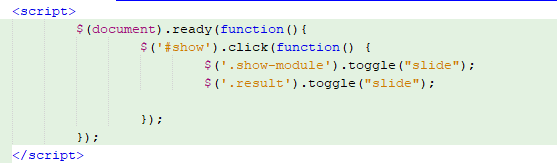 <script>
$(document).ready(function(){
$('#show').click(function() {
$('.show-module').toggle("slide");
$('.result').toggle("slide");
});
});
</script>